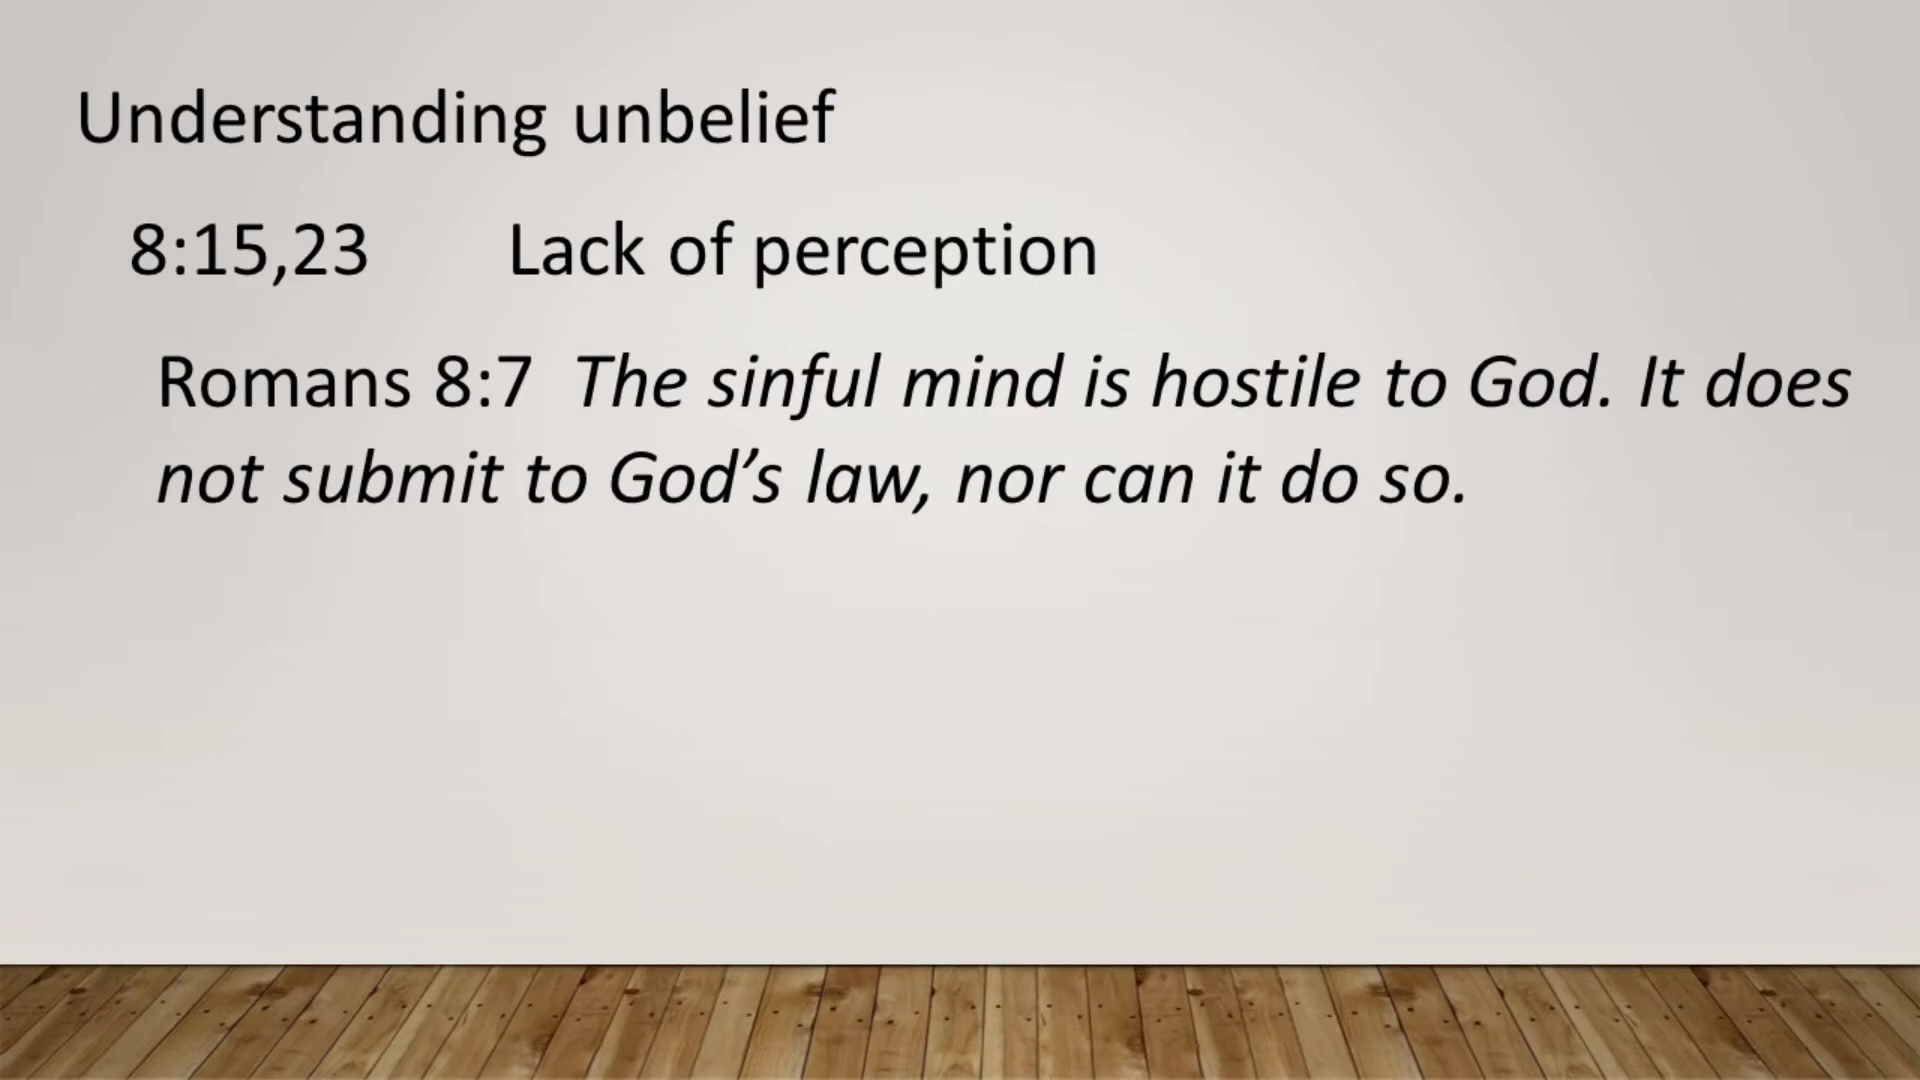 Understanding unbelief
8:15,23 Lack of perception
Romans 8:7 The sinful mind is hostile to God. It does
not submit to God’s law, nor can it do so.